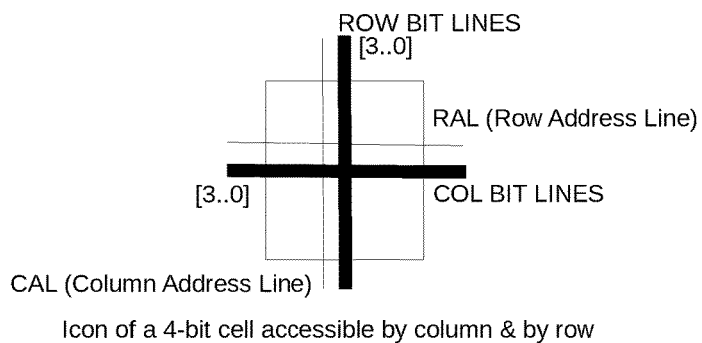 ROW BIT LINES
[3..0]
RAL (Row Address Line)
[3..0]
COL BIT LINES
CAL (Column Address Line)
Icon of a 4-bit cell accessible by column & by row